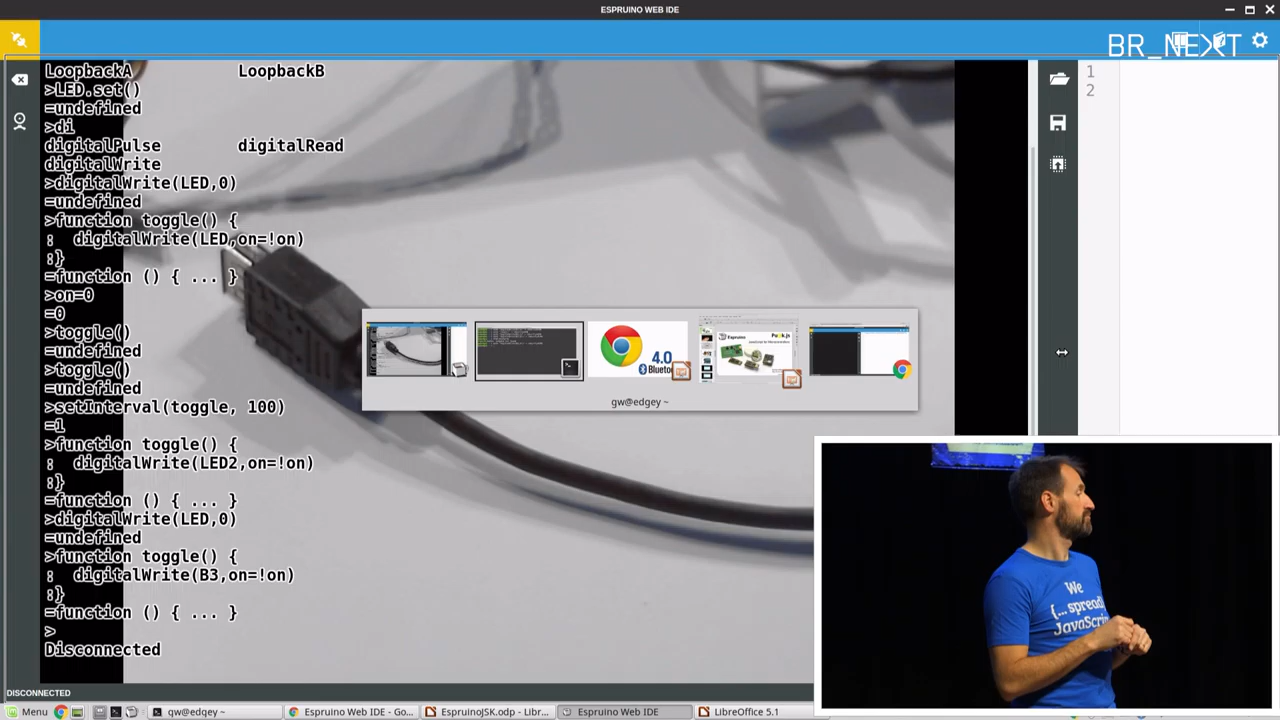 ESPRUINO WEB IDE
BR_NEXT
LoopbackA LoopbackB
>LED.set()
=undefined
>di
digitalPulse digitalRead
digitalWrite
>digitalWrite(LED,0)
=undefined
>function toggle() {
:  digitalWrite(LED,on=!on)
:}
=function () { ... }
>on=0
=0
>toggle()
=undefined
>toggle()
=undefined
>setInterval(toggle, 100)
=1
>function toggle() {
:  digitalWrite(LED2,on=!on)
:}
=function () { ... }
>digitalWrite(LED,0)
=undefined
>function toggle() {
:  digitalWrite(B3,on=!on)
:}
=function () { ... }
>
Disconnected
1
2
4.0
Espruino
gw@edgey ~
We
{...spread}
JavaScript
DISCONNECTED
Menu
gw@edgey ~
Espruino Web IDE - Go...
EspruinoJSK.odp - Libr...
Espruino Web IDE
LibreOffice 5.1